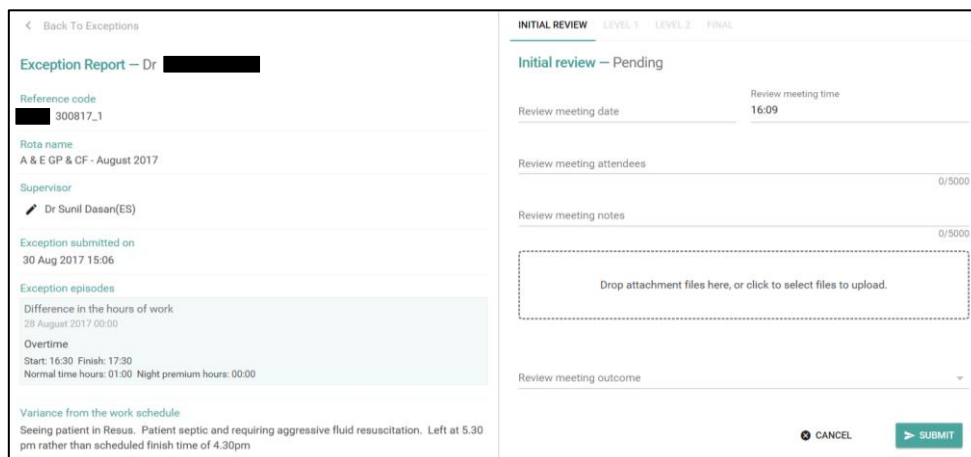 Back To Exceptions
Exception Report — Dr
Reference code
300817_1
Rota name
A & E GP & CF - August 2017
Supervisor
Dr Sunil Dasan(ES)
Exception submitted on
30 Aug 2017 15:06
Exception episodes
Difference in the hours of work
28 August 2017 00:00
Overtime
Start: 16:30 Finish: 17:30
Normal time hours: 01:00 Night premium hours: 00:00
Variance from the work schedule
Seeing patient in Resus. Patient septic and requiring aggressive fluid resuscitation. Left at 5.30
pm rather than scheduled finish time of 4.30pm
INITIAL REVIEW LEVEL 1 LEVEL 2 FINAL
Initial review — Pending
Review meeting date
Review meeting time
16:09
Review meeting attendees
0/5000
Review meeting notes
0/5000
Drop attachment files here, or click to select files to upload.
Review meeting outcome
CANCEL
SUBMIT